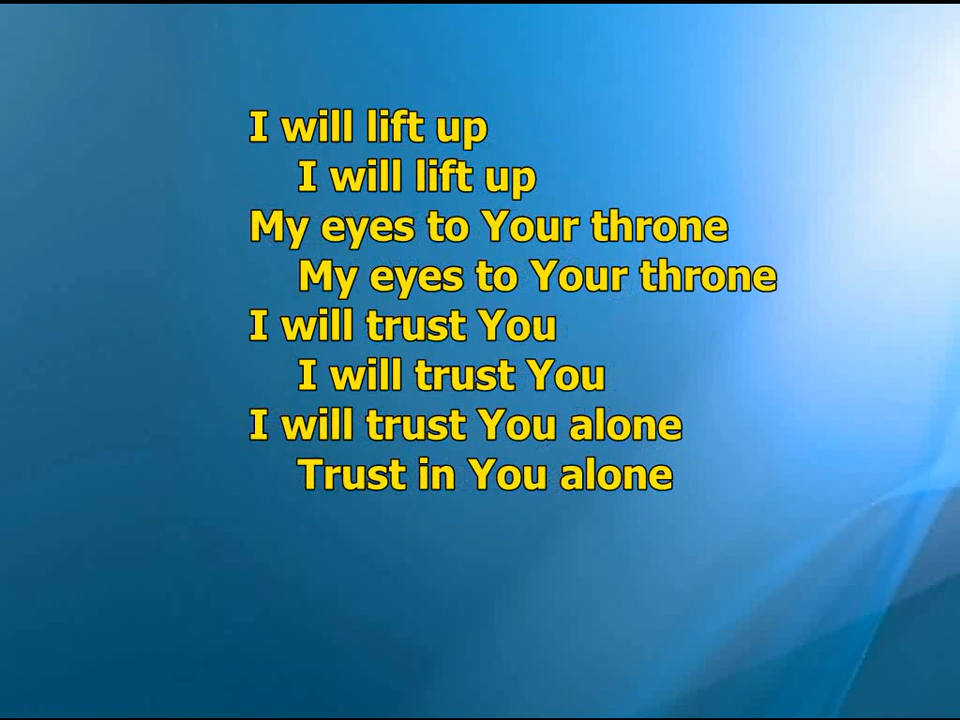 I will lift up
I will lift up
My eyes to Your throne
My eyes to Your throne
I will trust You
I will trust You
I will trust You alone
Trust in You alone